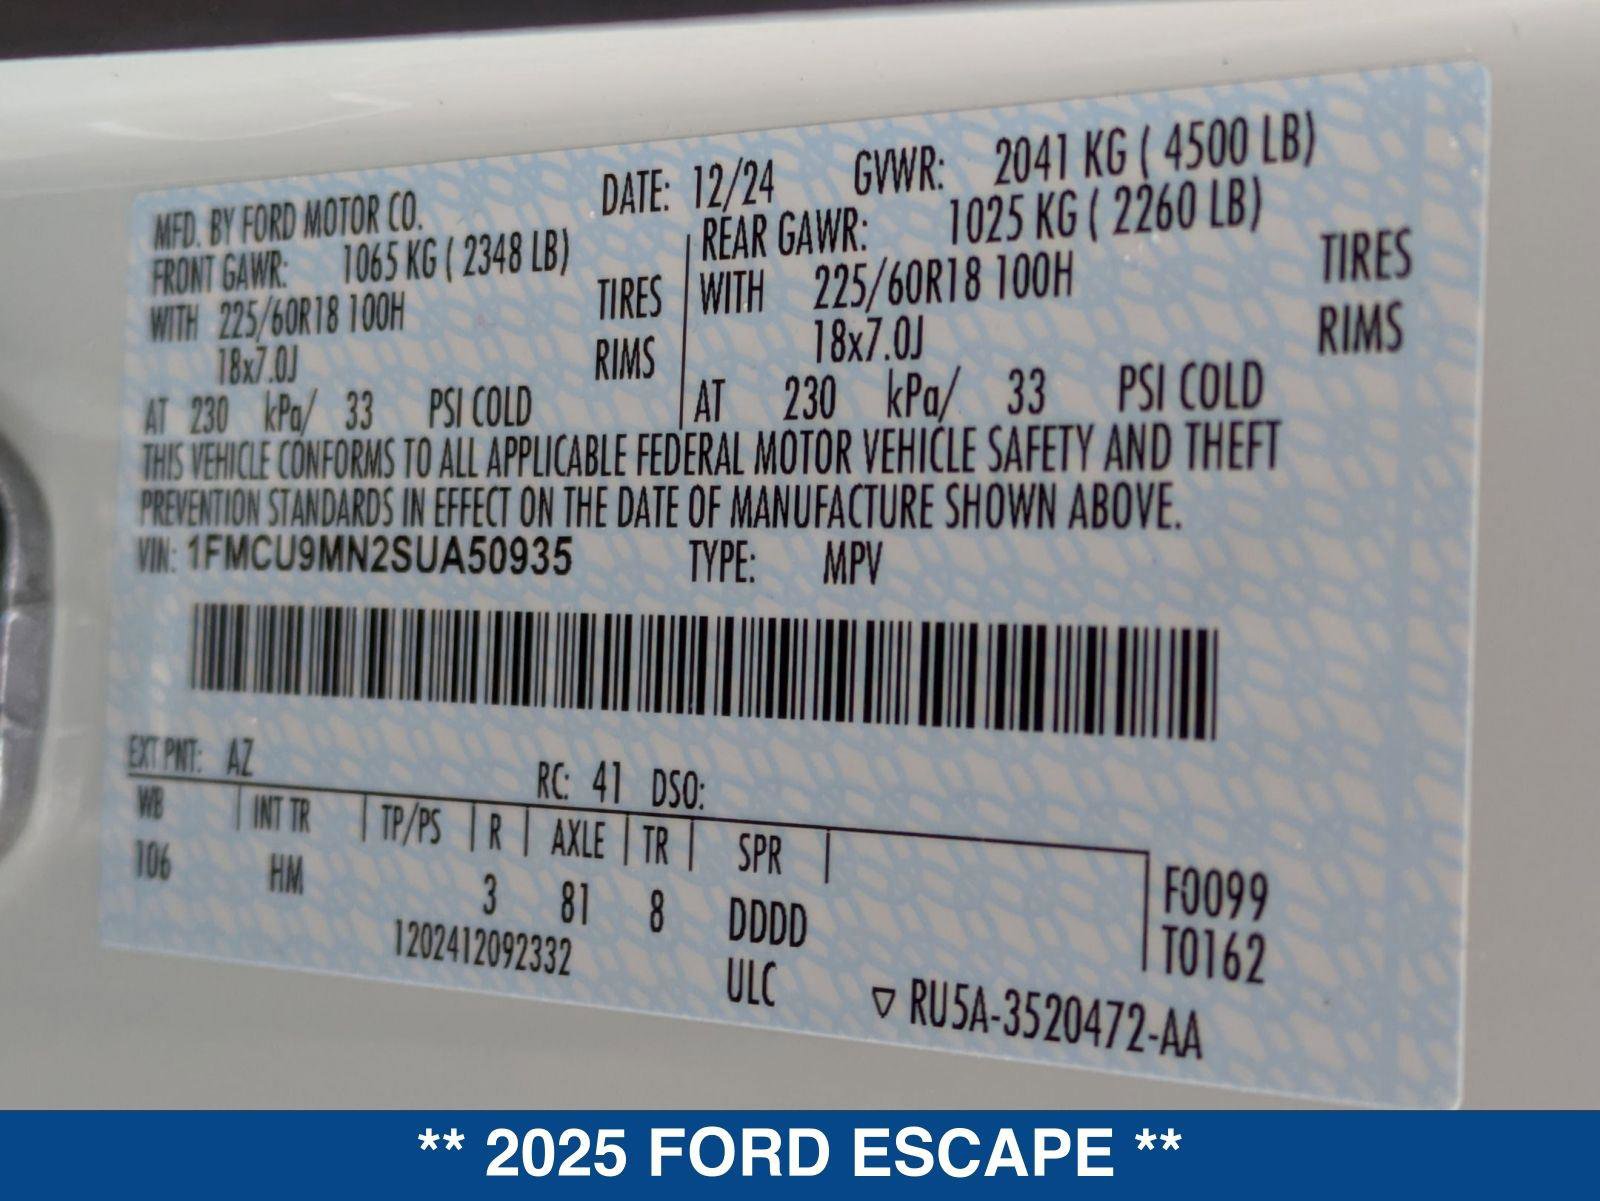 MFD. BY FORD MOTOR CO. DATE: 12/24 GVWR: 2041 KG ( 4500 LB)
FRONT GAWR: 1065 KG ( 2348 LB) REAR GAWR: 1025 KG ( 2260 LB)
WITH 225/60R18 100H TIRES WITH 225/60R18 100H TIRES
18x7.0J RIMS 18x7.0J RIMS
AT 230 kPa/ 33 PSI COLD AT 230 kPa/ 33 PSI COLD
THIS VEHICLE CONFORMS TO ALL APPLICABLE FEDERAL MOTOR VEHICLE SAFETY AND THEFT
PREVENTION STANDARDS IN EFFECT ON THE DATE OF MANUFACTURE SHOWN ABOVE.
VIN: 1FMCU9MN2SUA50935 TYPE: MPV
EXT PNT: AZ RC: 41 DSO:
WB INT TR TP/PS R AXLE TR SPR
106 HM 3 81 8 DDDD F0099
1202412092332 ULC T0162
▽ RU5A-3520472-AA
** 2025 FORD ESCAPE **